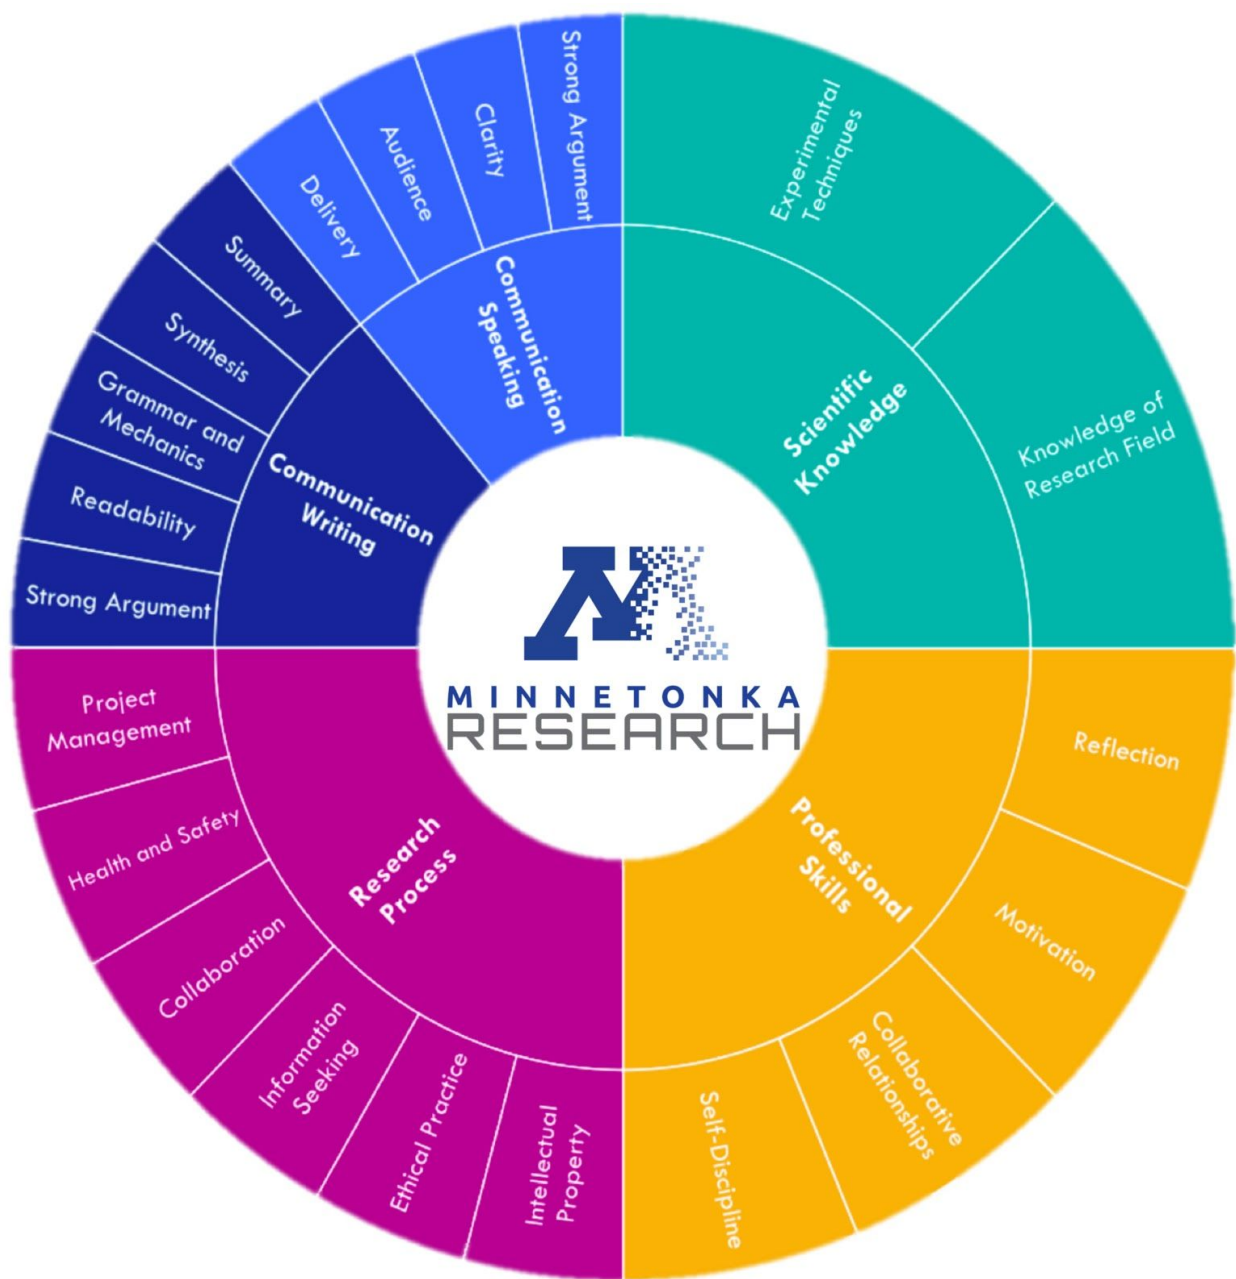 Strong Argument
Clarity
Audience
Delivery
Communication
Speaking
Experimental
Techniques
Knowledge of
Research Field
Scientific
Knowledge
Summary
Synthesis
Grammar and
Mechanics
Readability
Strong Argument
Communication
Writing
MINNETONKA
RESEARCH
Project
Management
Health and Safety
Collaboration
Information
Seeking
Ethical Practice
Intellectual
Property
Research
Process
Reflection
Motivation
Collaborative
Relationships
Self-Discipline
Professional
Skills